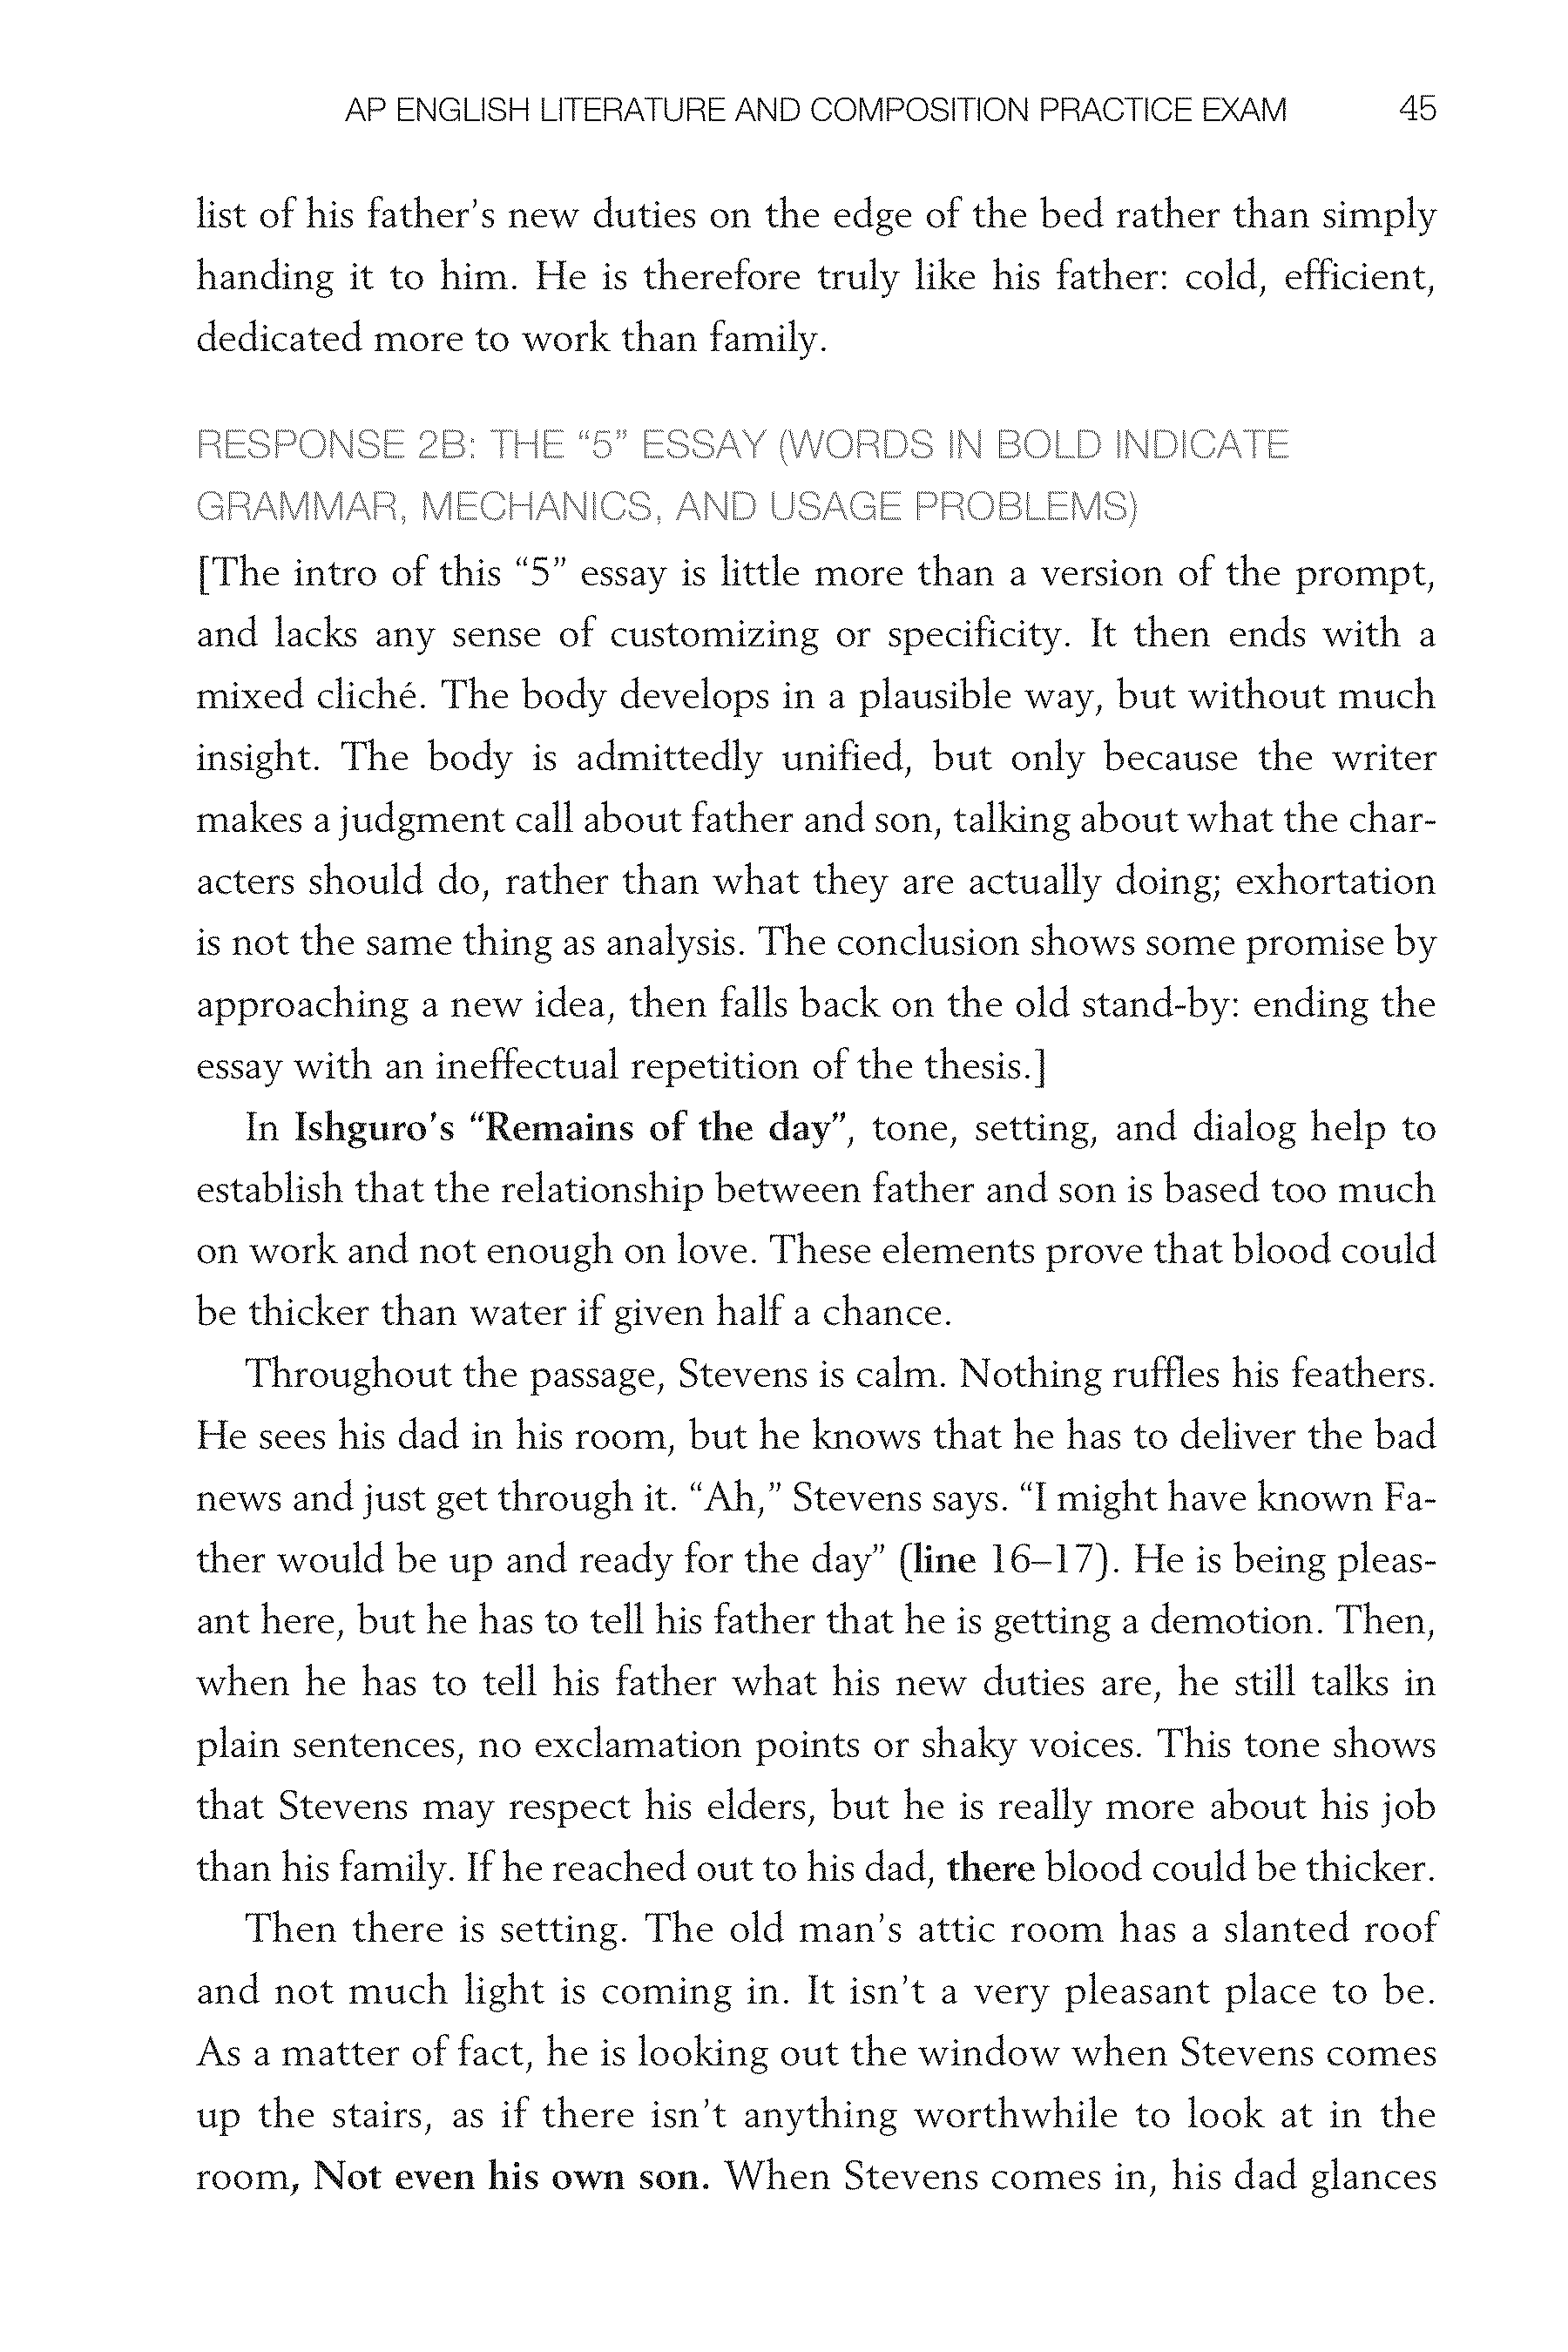 AP ENGLISH LITERATURE AND COMPOSITION PRACTICE EXAM 45
list of his father’s new duties on the edge of the bed rather than simply
handing it to him. He is therefore truly like his father: cold, efficient,
dedicated more to work than family.
RESPONSE 2B: THE “5” ESSAY (WORDS IN BOLD INDICATE
GRAMMAR, MECHANICS, AND USAGE PROBLEMS)
[The intro of this “5” essay is little more than a version of the prompt,
and lacks any sense of customizing or specificity. It then ends with a
mixed cliché. The body develops in a plausible way, but without much
insight. The body is admittedly unified, but only because the writer
makes a judgment call about father and son, talking about what the char-
acters should do, rather than what they are actually doing; exhortation
is not the same thing as analysis. The conclusion shows some promise by
approaching a new idea, then falls back on the old stand-by: ending the
essay with an ineffectual repetition of the thesis.]
In Ishguro’s “Remains of the day”, tone, setting, and dialog help to
establish that the relationship between father and son is based too much
on work and not enough on love. These elements prove that blood could
be thicker than water if given half a chance.
Throughout the passage, Stevens is calm. Nothing ruffles his feathers.
He sees his dad in his room, but he knows that he has to deliver the bad
news and just get through it. “Ah,” Stevens says. “I might have known Fa-
ther would be up and ready for the day” (line 16–17). He is being pleas-
ant here, but he has to tell his father that he is getting a demotion. Then,
when he has to tell his father what his new duties are, he still talks in
plain sentences, no exclamation points or shaky voices. This tone shows
that Stevens may respect his elders, but he is really more about his job
than his family. If he reached out to his dad, there blood could be thicker.
Then there is setting. The old man’s attic room has a slanted roof
and not much light is coming in. It isn’t a very pleasant place to be.
As a matter of fact, he is looking out the window when Stevens comes
up the stairs, as if there isn’t anything worthwhile to look at in the
room, Not even his own son. When Stevens comes in, his dad glances